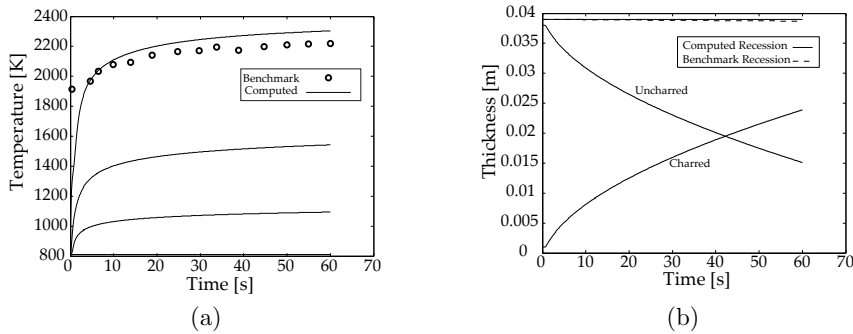 2400
2200
2000
1800
1600
1400
1200
1000
800
Temperature [K]
0 10 20 30 40 50 60 70
Time [s]
Benchmark
Computed
(a)
0.04
0.035
0.03
0.025
0.02
0.015
0.01
0.005
0
Thickness [m]
0 10 20 30 40 50 60 70
Time [s]
Computed Recession
Benchmark Recession
Uncharred
Charred
(b)